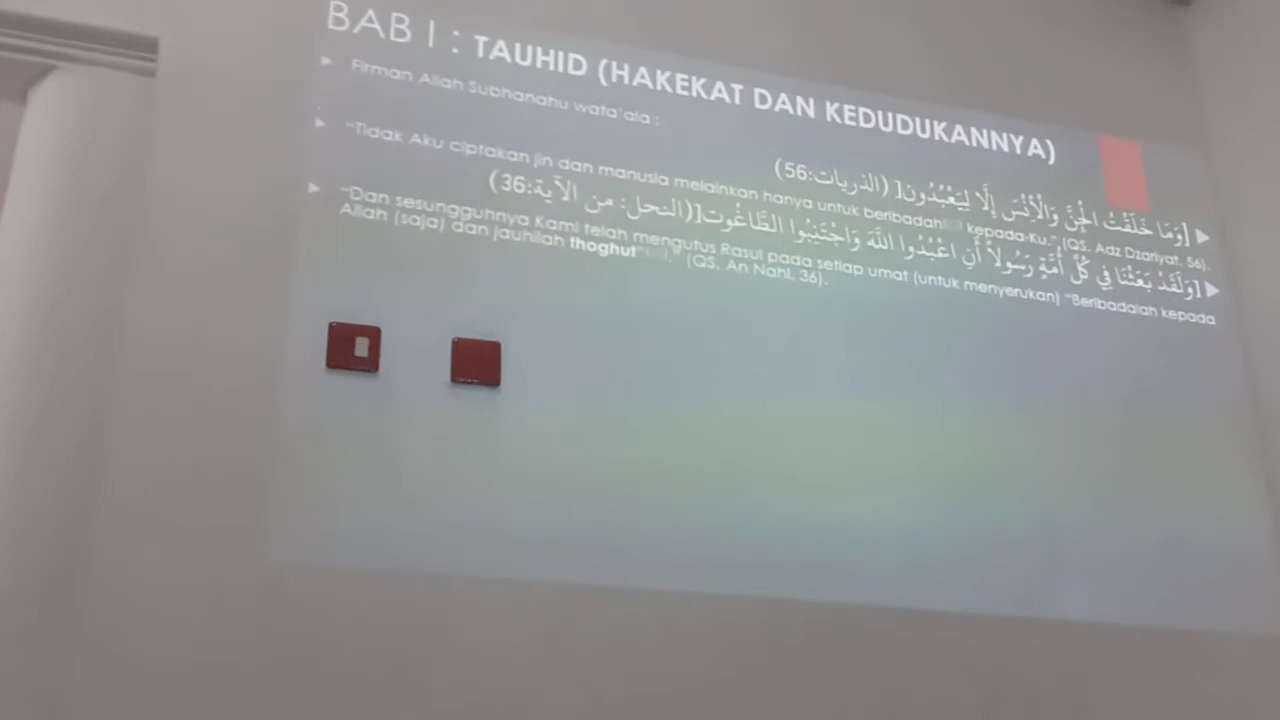 BAB I : TAUHID (HAKEKAT DAN KEDUDUKANNYA)
Firman Allah Subhanahu wata'ala :
[وَمَا خَلَقْتُ الْجِنَّ وَالْأِنْسَ إِلَّا لِيَعْبُدُونِ] (الذريات:56)
"Tidak Aku ciptakan jin dan manusia melainkan hanya untuk beribadah kepada-Ku." (QS. Adz Dzariyat, 56).
[وَلَقَدْ بَعَثْنَا فِي كُلِّ أُمَّةٍ رَسُولاً أَنِ اعْبُدُوا اللَّهَ وَاجْتَنِبُوا الطَّاغُوت](النحل: من الآية:36)
"Dan sesungguhnya Kami telah mengutus Rasul pada setiap umat (untuk menyerukan) "Beribadalah kepada
Allah (saja) dan jauhilah thoghut (QS. An Nahl, 36).